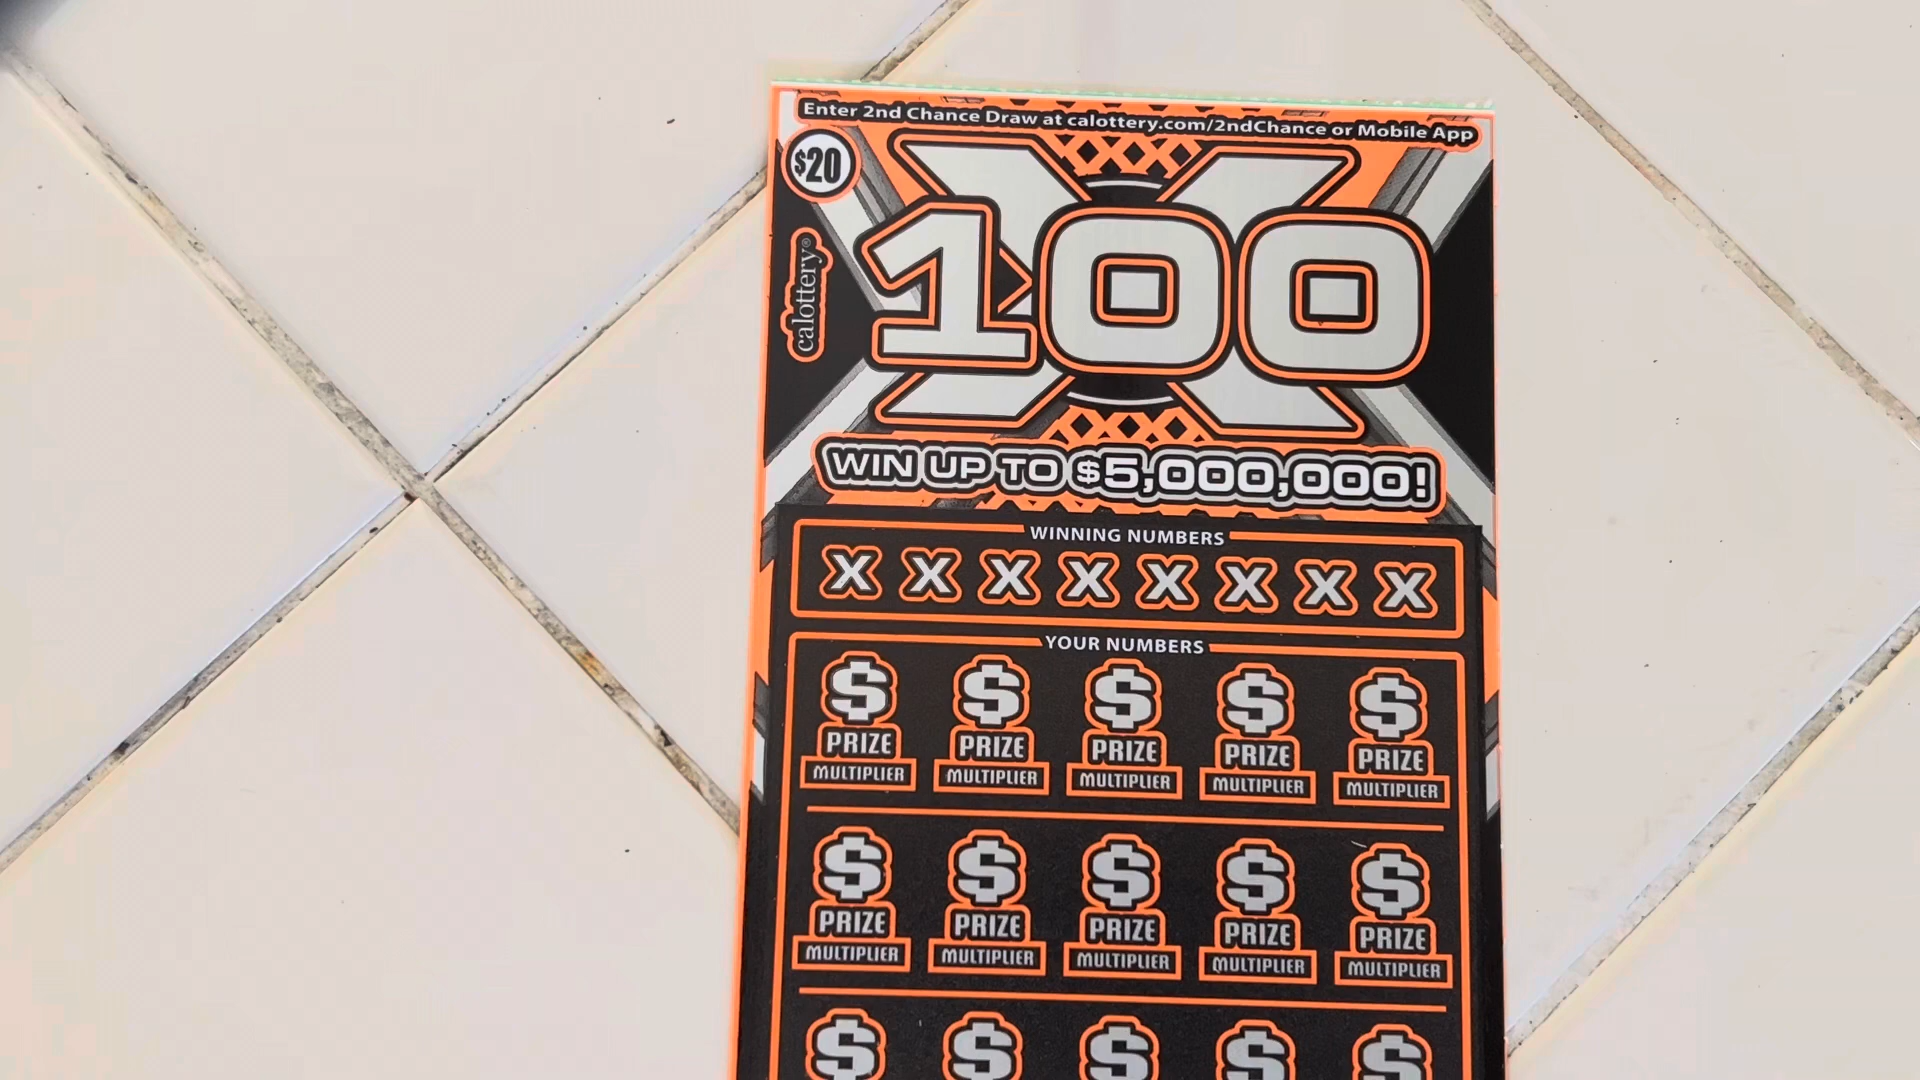 Enter 2nd Chance Draw at calottery.com/2ndChance or Mobile App
$20
X
100
calottery®
WIN UP TO $5,000,000!
WINNING NUMBERS
X X X X X X X X
YOUR NUMBERS
$ $ $ $ $
PRIZE PRIZE PRIZE PRIZE PRIZE
MULTIPLIER MULTIPLIER MULTIPLIER MULTIPLIER MULTIPLIER
$ $ $ $ $
PRIZE PRIZE PRIZE PRIZE PRIZE
MULTIPLIER MULTIPLIER MULTIPLIER MULTIPLIER MULTIPLIER
$ $ $ $ $